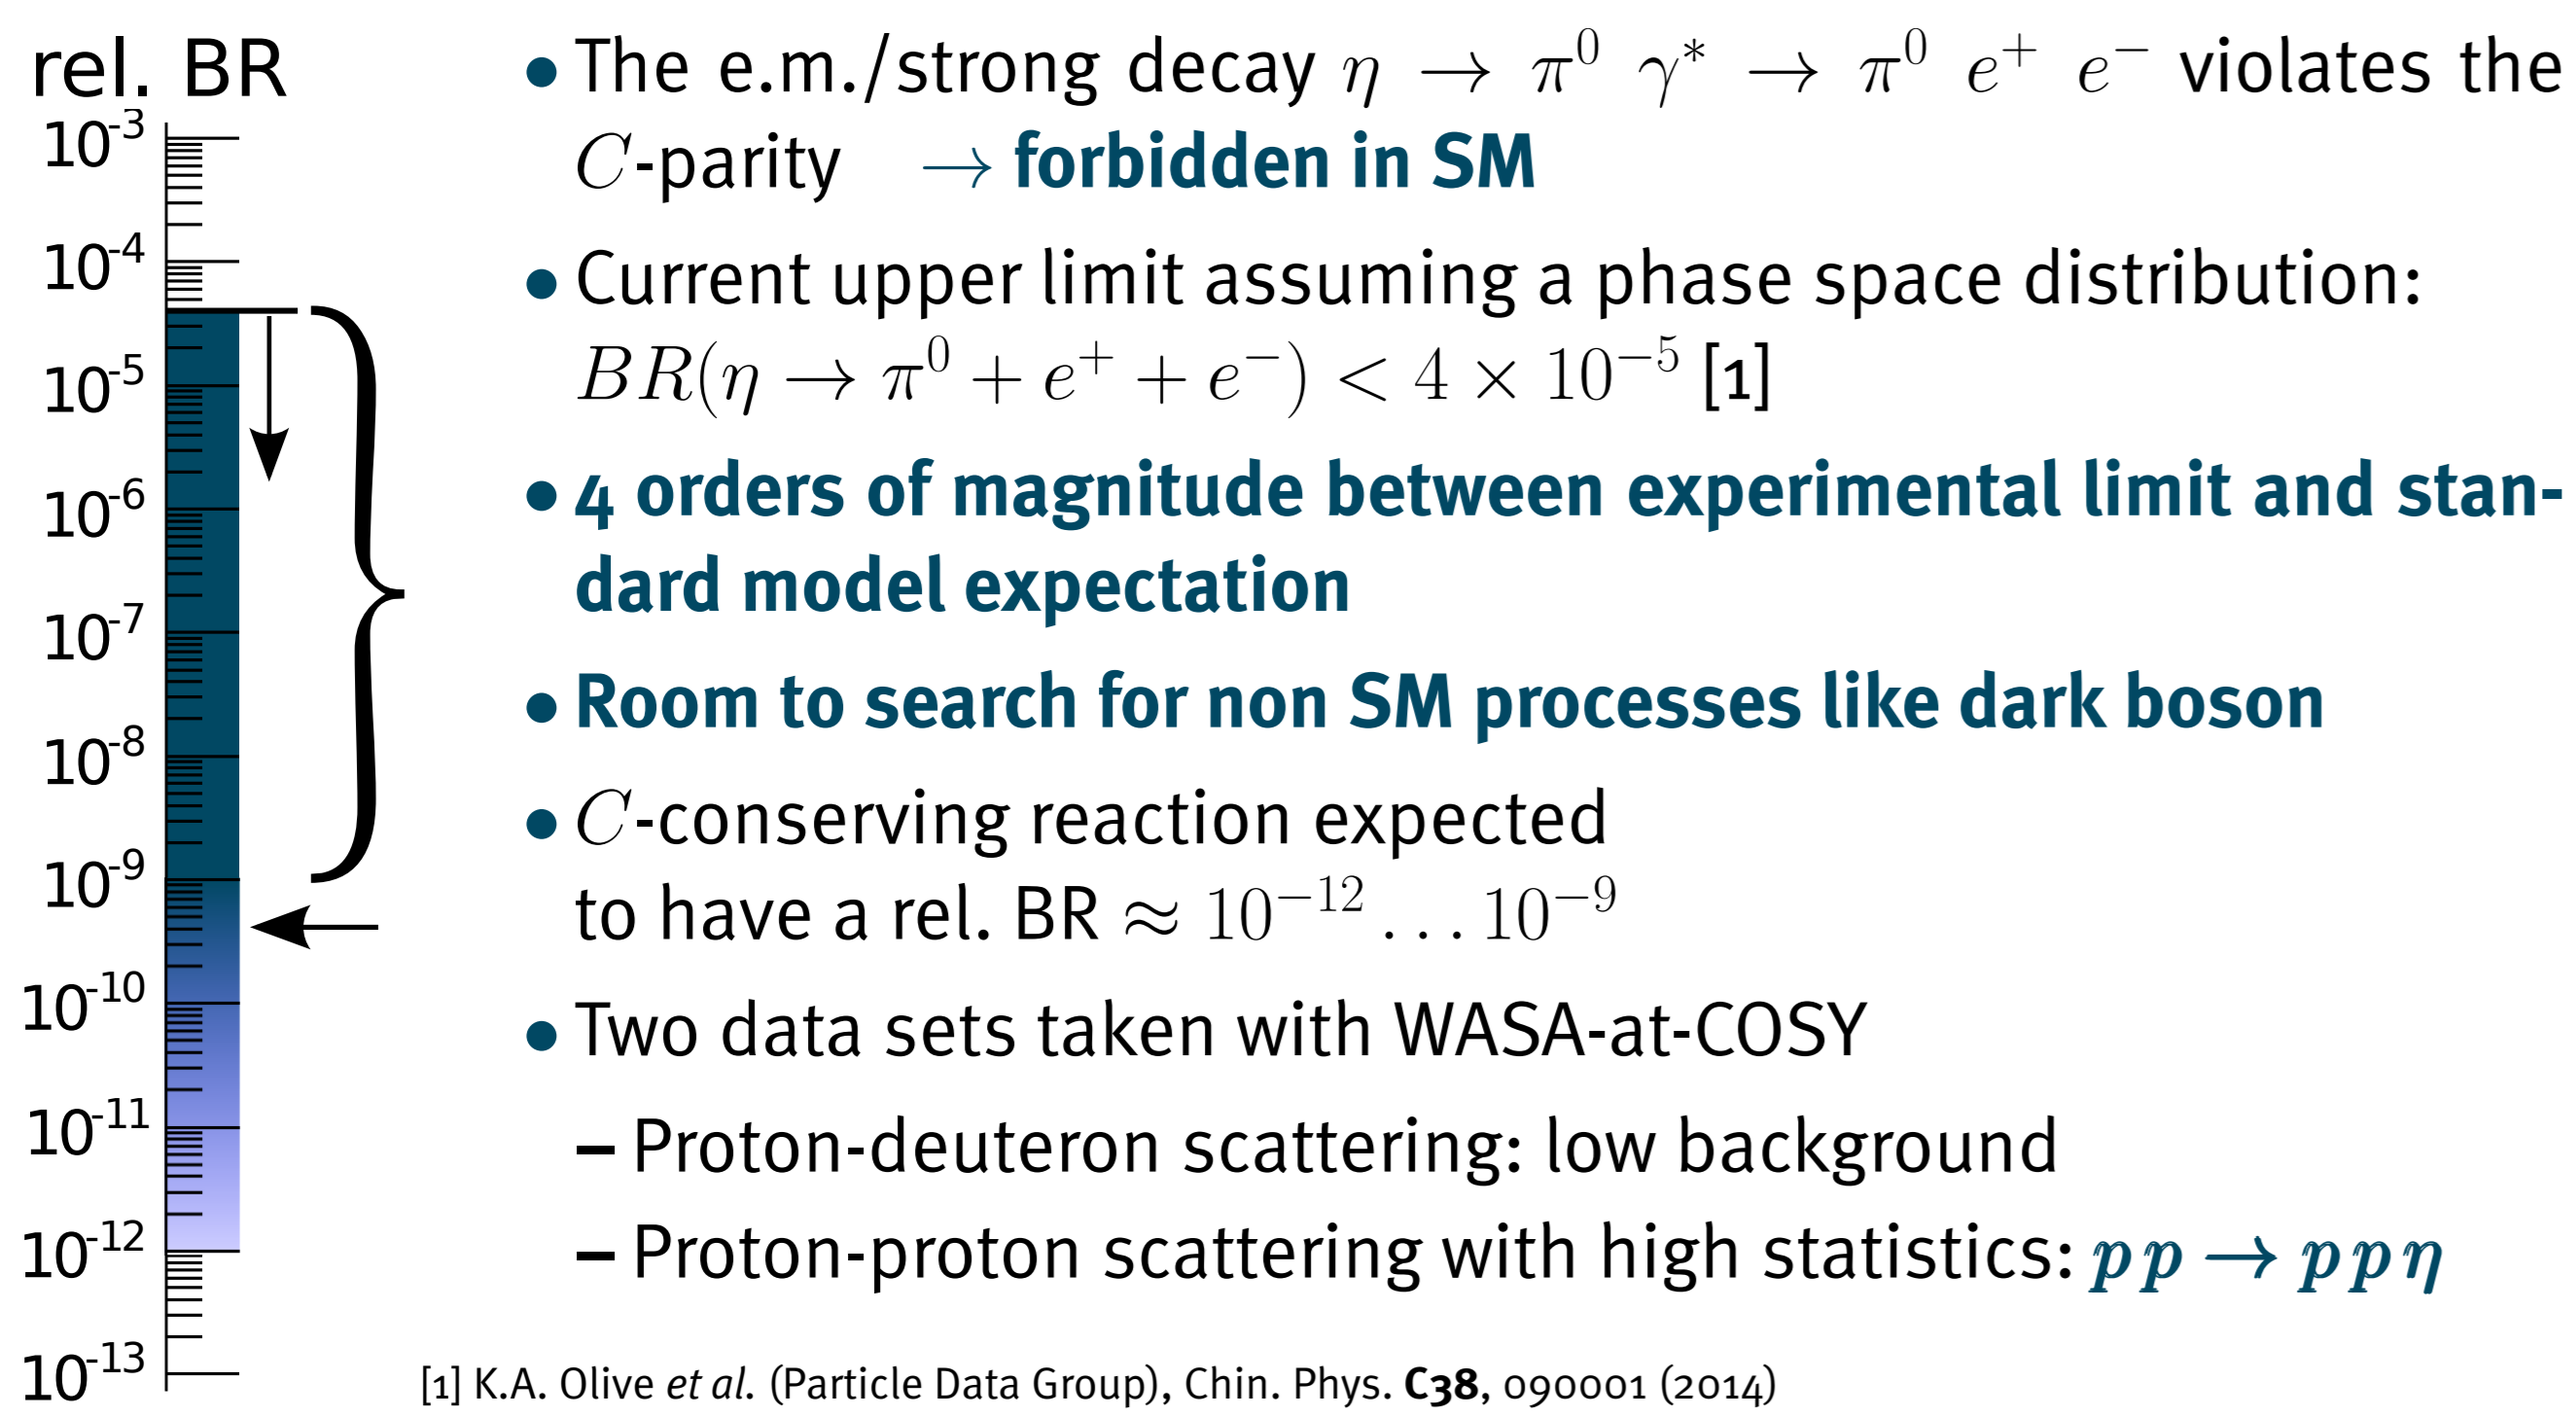 rel. BR
10^-3
10^-4
10^-5
10^-6
10^-7
10^-8
10^-9
10^-10
10^-11
10^-12
10^-13
• The e.m./strong decay η → π⁰ γ* → π⁰ e⁺ e⁻ violates the
C-parity → forbidden in SM
• Current upper limit assuming a phase space distribution:
BR(η → π⁰ + e⁺ + e⁻) < 4 × 10⁻⁵ [1]
• 4 orders of magnitude between experimental limit and stan-
dard model expectation
• Room to search for non SM processes like dark boson
• C-conserving reaction expected
to have a rel. BR ≈ 10⁻¹² . . . 10⁻⁹
• Two data sets taken with WASA-at-COSY
– Proton-deuteron scattering: low background
– Proton-proton scattering with high statistics: p p → p p η
[1] K.A. Olive et al. (Particle Data Group), Chin. Phys. C38, 090001 (2014)